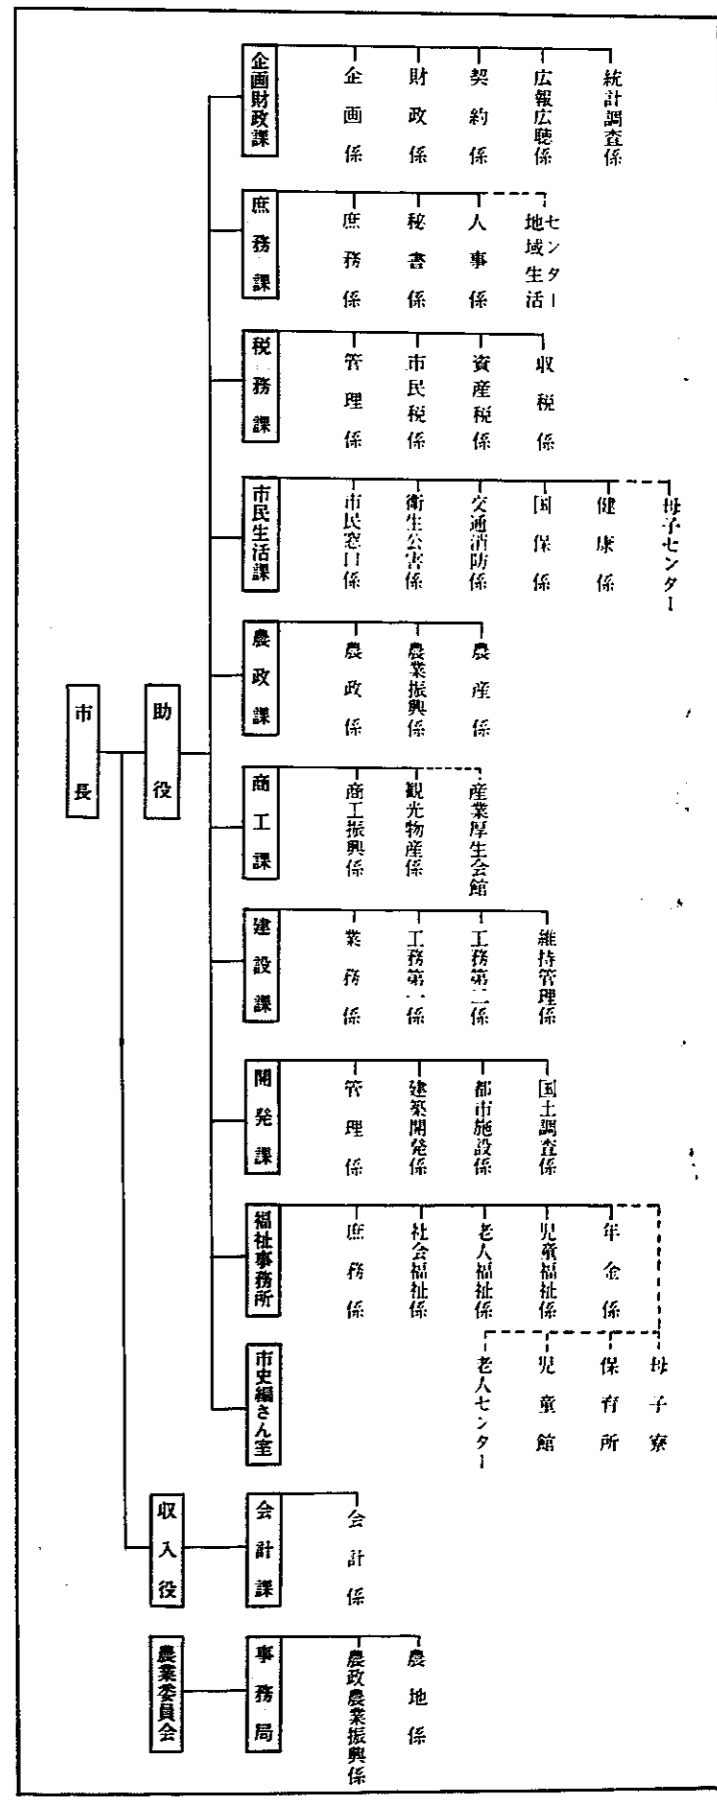 市長
助役
企画財政課
企画係
財政係
契約係
広報広聴係
統計調査係
庶務課
庶務係
秘書係
人事係
地域生活
センター
税務課
管理係
市民税係
資産税係
収税係
市民生活課
市民窓口係
衛生公害係
交通消防係
国保係
健康係
母子センター
農政課
農政係
農業振興係
農産係
商工課
商工振興係
観光物産係
産業厚生会館
建設課
業務係
工務第一係
工務第二係
維持管理係
開発課
管理係
建築開発係
都市施設係
国土調査係
福祉事務所
庶務係
社会福祉係
老人福祉係
児童福祉係
年金係
老人センター
児童館
保育所
母子寮
市史編さん室
収入役
会計課
会計係
農業委員会
事務局
農政農業振興係
農地係